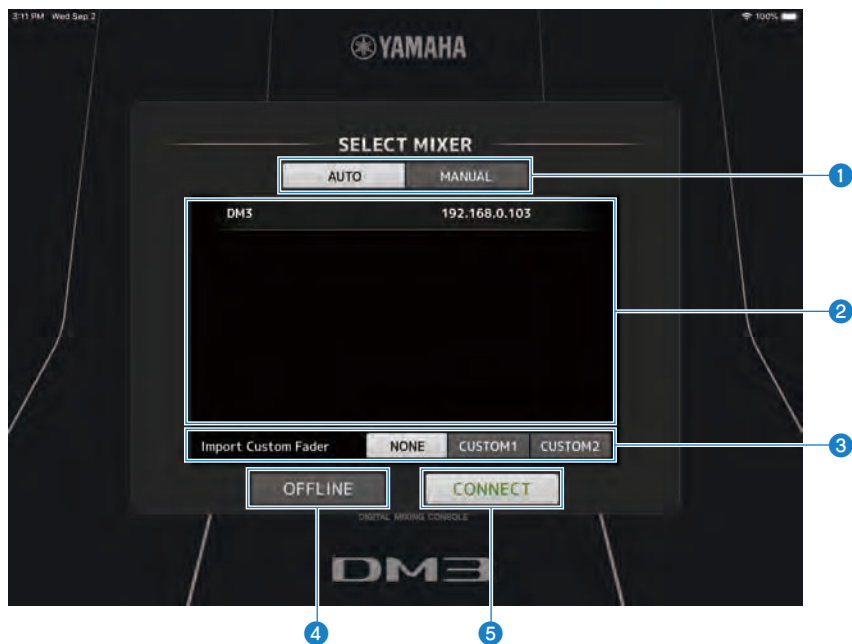 3:11 PM Wed Sep 2
100%
YAMAHA
SELECT MIXER
AUTO MANUAL
1
DM3 192.168.0.103
2
Import Custom Fader NONE CUSTOM1 CUSTOM2
3
OFFLINE CONNECT
DIGITAL MIXING CONSOLE
DM3
4 5